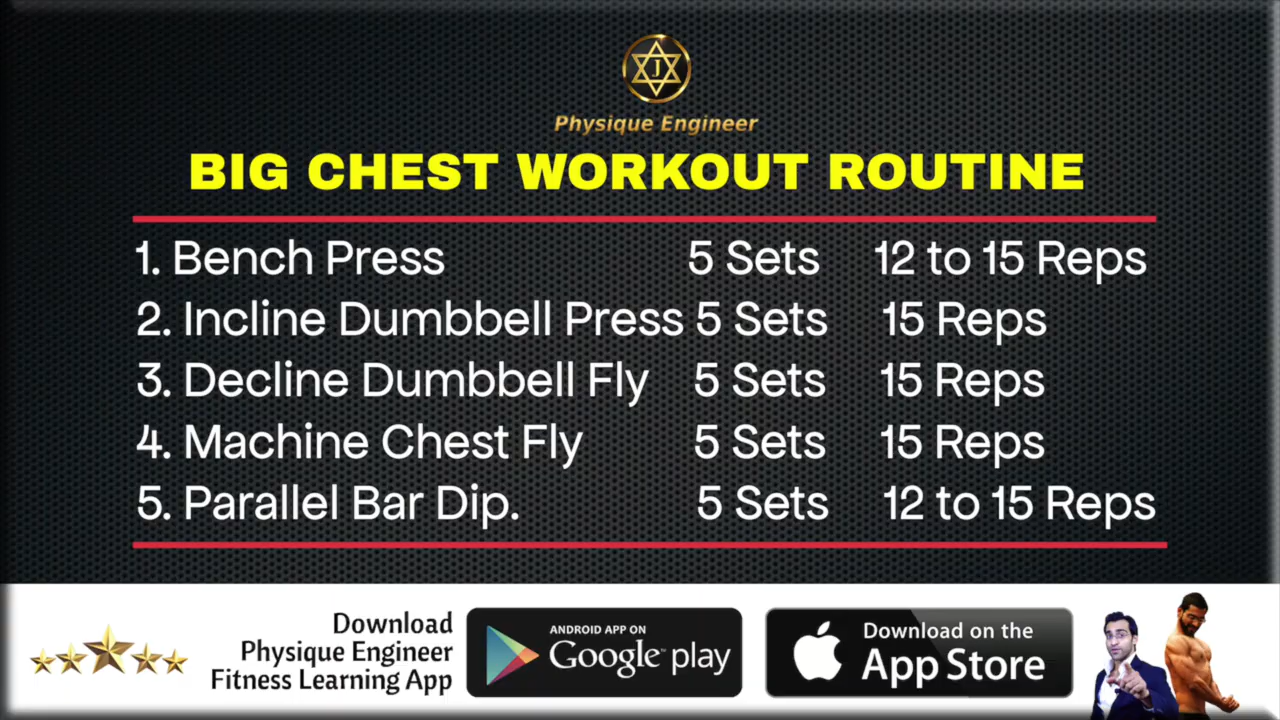 J
Physique Engineer
BIG CHEST WORKOUT ROUTINE
1. Bench Press 5 Sets 12 to 15 Reps
2. Incline Dumbbell Press 5 Sets 15 Reps
3. Decline Dumbbell Fly 5 Sets 15 Reps
4. Machine Chest Fly 5 Sets 15 Reps
5. Parallel Bar Dip. 5 Sets 12 to 15 Reps
Download
Physique Engineer
Fitness Learning App
ANDROID APP ON
Google play
Download on the
App Store